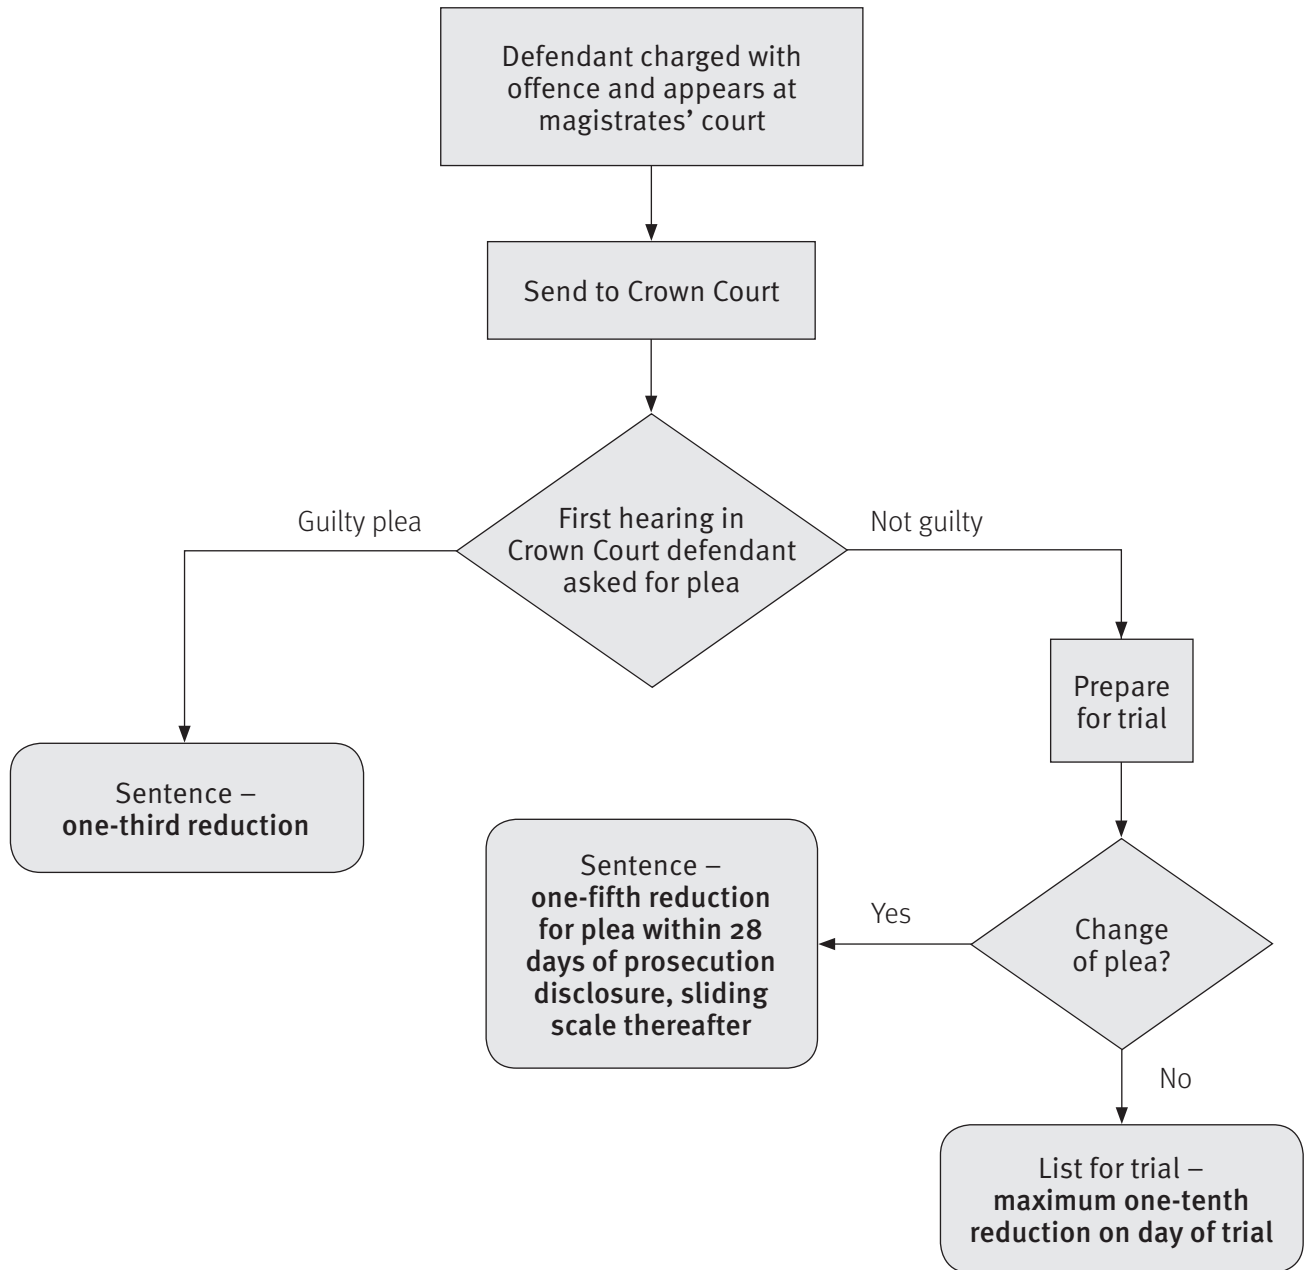 Defendant charged with
offence and appears at
magistrates’ court
Send to Crown Court
Guilty plea
First hearing in
Crown Court defendant
asked for plea
Not guilty
Prepare
for trial
Sentence –
one-third reduction
Sentence –
one-fifth reduction
for plea within 28
days of prosecution
disclosure, sliding
scale thereafter
Yes
Change
of plea?
No
List for trial –
maximum one-tenth
reduction on day of trial